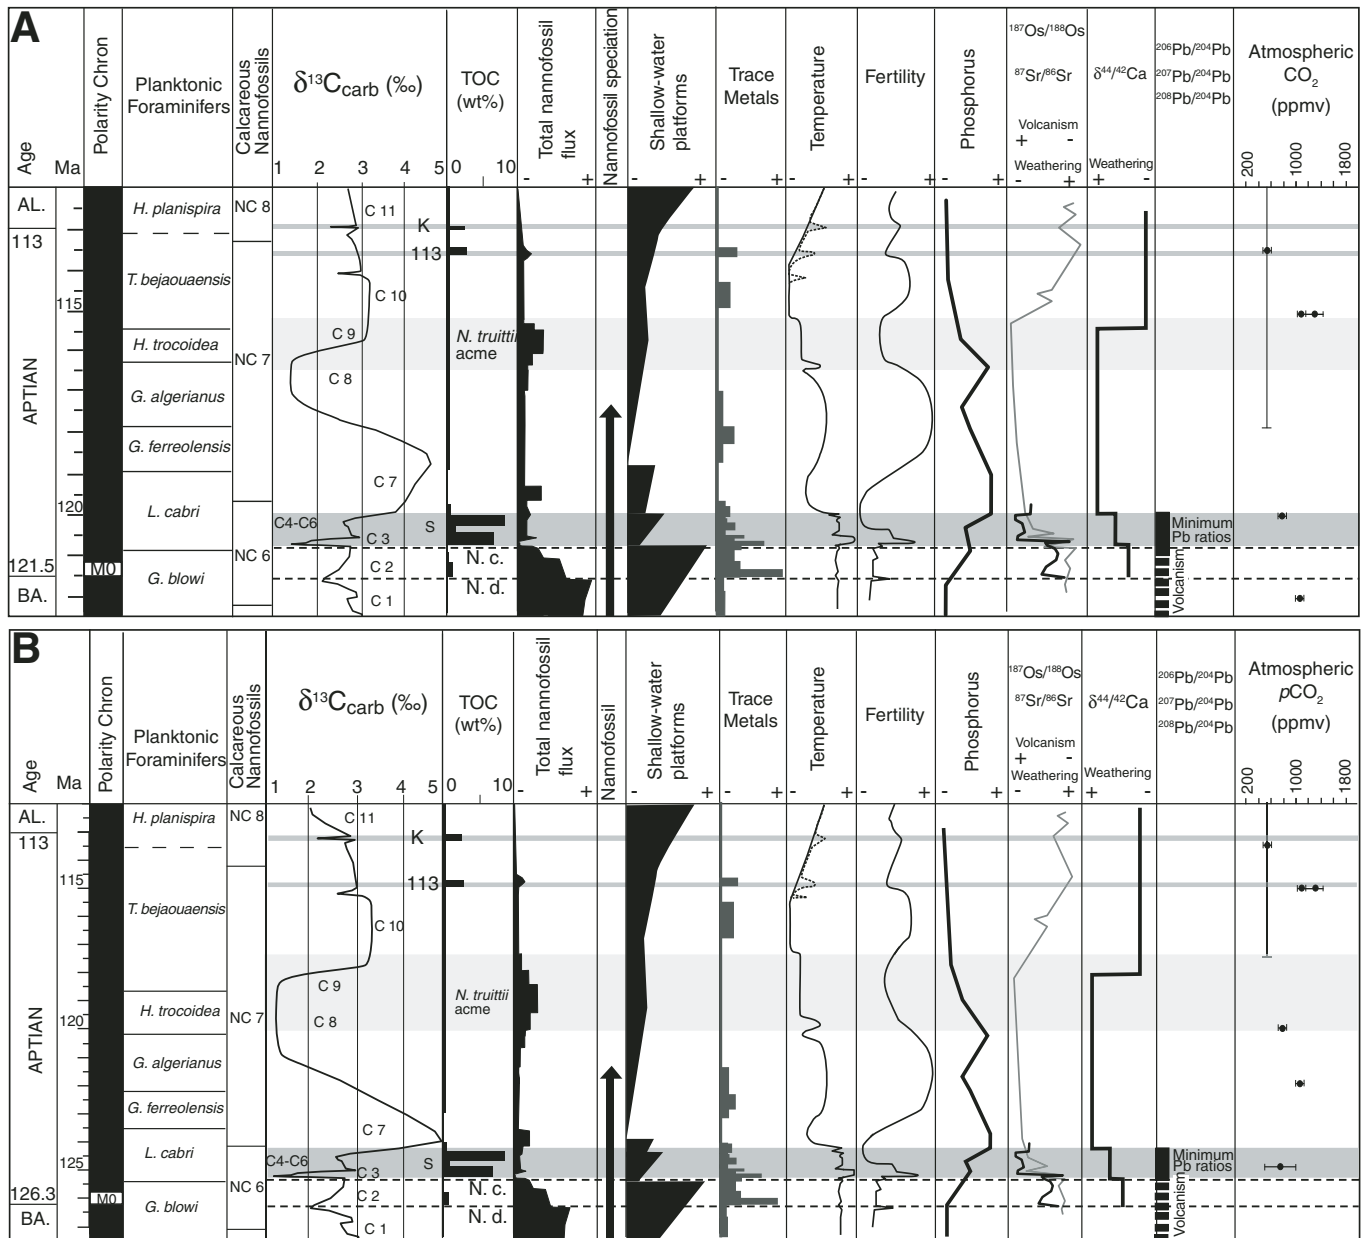 A
Age
Ma
Polarity Chron
Planktonic
Foraminifers
Calcareous
Nannofossils
δ13Ccarb (‰)
1 2 3 4 5
TOC
(wt%)
0 10
Total nannofossil
flux
- +
Nannofossil speciation
Shallow-water
platforms
- +
Trace
Metals
- +
Temperature
- +
Fertility
- +
Phosphorus
- +
187Os/188Os
87Sr/86Sr
Volcanism
+ -
Weathering
- +
δ44/42Ca
Weathering
+ -
206Pb/204Pb
207Pb/204Pb
208Pb/204Pb
Atmospheric
CO2
(ppmv)
200 1000 1800
AL.
113
APTIAN
121.5
BA.
115
120
M0
H. planispira
T. bejaouaensis
H. trocoidea
G. algerianus
G. ferreolensis
L. cabri
G. blowi
NC 8
NC 7
NC 6
C 11
K
113
C 10
C 9
C 8
C 7
C4-C6
C 3
C 2
C 1
S
N. truittii
acme
N. c.
N. d.
Minimum
Pb ratios
Volcanism
B
Age
Ma
Polarity Chron
Planktonic
Foraminifers
Calcareous
Nannofossils
δ13Ccarb (‰)
1 2 3 4 5
TOC
(wt%)
0 10
Total nannofossil
flux
- +
Nannofossil
Shallow-water
platforms
- +
Trace
Metals
- +
Temperature
- +
Fertility
- +
Phosphorus
- +
187Os/188Os
87Sr/86Sr
Volcanism
+ -
Weathering
- +
δ44/42Ca
Weathering
+ -
206Pb/204Pb
207Pb/204Pb
208Pb/204Pb
Atmospheric
pCO2
(ppmv)
200 1000 1800
AL.
113
APTIAN
126.3
BA.
115
120
125
M0
H. planispira
T. bejaouaensis
H. trocoidea
G. algerianus
G. ferreolensis
L. cabri
G. blowi
NC 8
NC 7
NC 6
C 11
K
113
C 10
C 9
C 8
C 7
C4-C6
C 3
C 2
C 1
S
N. truittii
acme
N. c.
N. d.
Minimum
Pb ratios
Volcanism